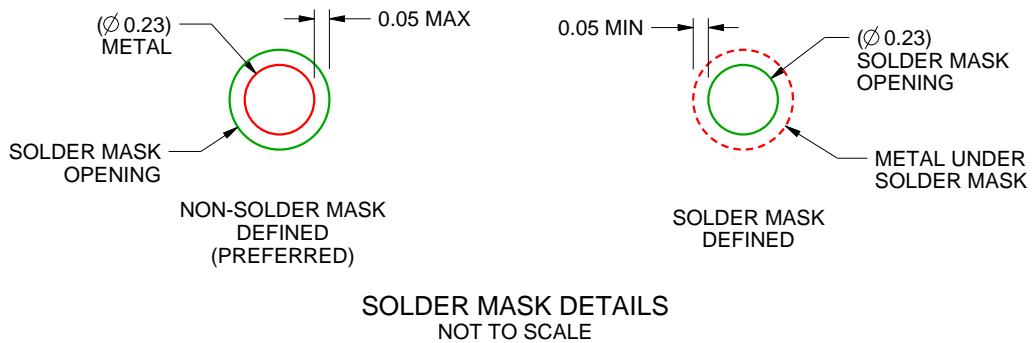 (Ø 0.23)
METAL
0.05 MAX
SOLDER MASK
OPENING
NON-SOLDER MASK
DEFINED
(PREFERRED)
0.05 MIN
(Ø 0.23)
SOLDER MASK
OPENING
METAL UNDER
SOLDER MASK
SOLDER MASK
DEFINED
SOLDER MASK DETAILS
NOT TO SCALE